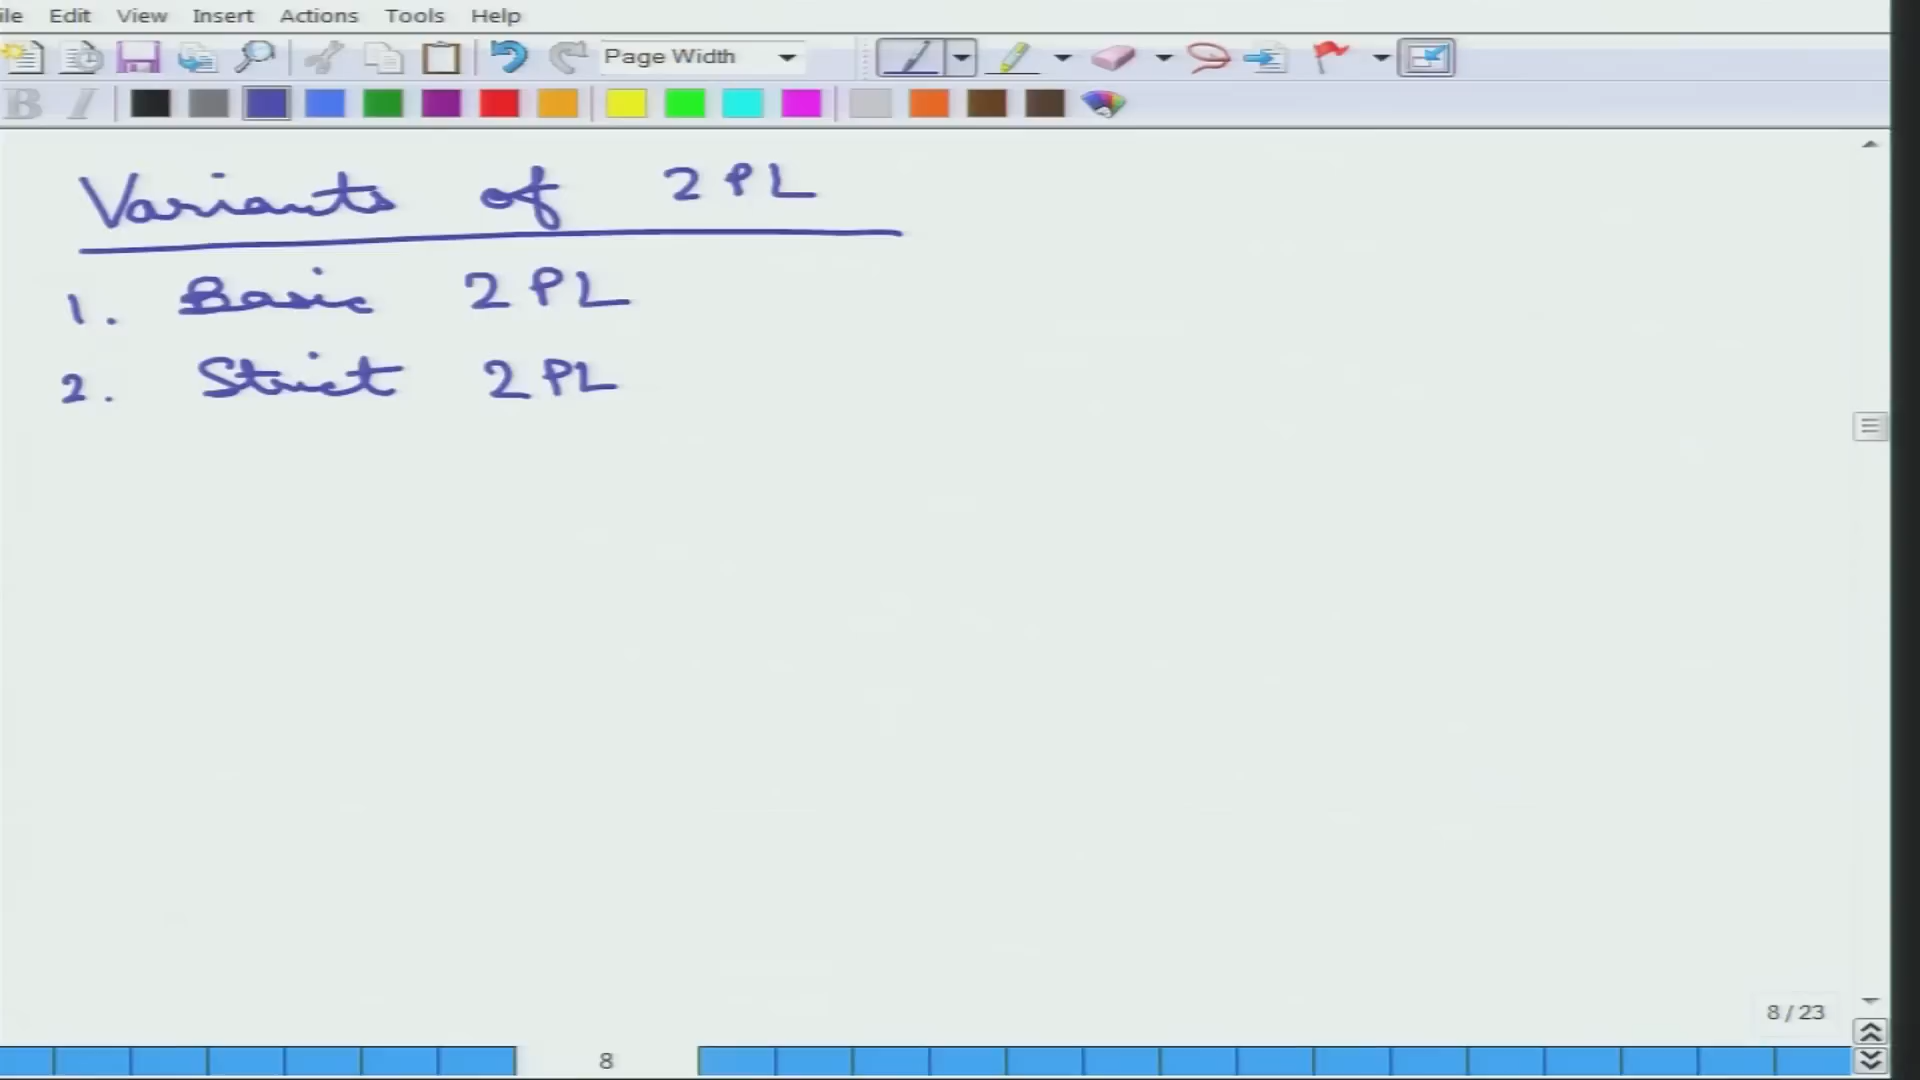 ile Edit View Insert Actions Tools Help
Page Width
B I
Variants of 2PL
1. Basic 2PL
2. Strict 2PL
8 / 23
8